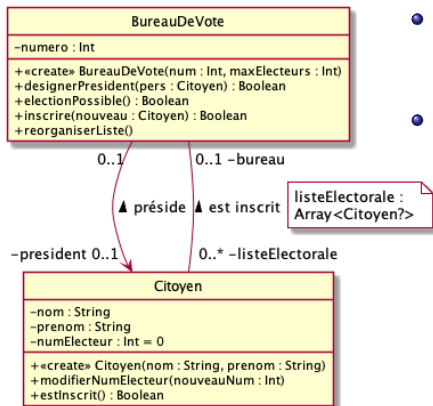 BureauDeVote
-numero : Int
+«create» BureauDeVote(num : Int, maxElecteurs : Int)
+designerPresident(pers : Citoyen) : Boolean
+electionPossible() : Boolean
+inscrire(nouveau : Citoyen) : Boolean
+reorganiserListe()
0..1
0..1 -bureau
préside
est inscrit
listeElectorale :
Array<Citoyen?>
-president 0..1
0..* -listeElectorale
Citoyen
-nom : String
-prenom : String
-numElecteur : Int = 0
+«create» Citoyen(nom : String, prenom : String)
+modifierNumElecteur(nouveauNum : Int)
+estInscrit() : Boolean